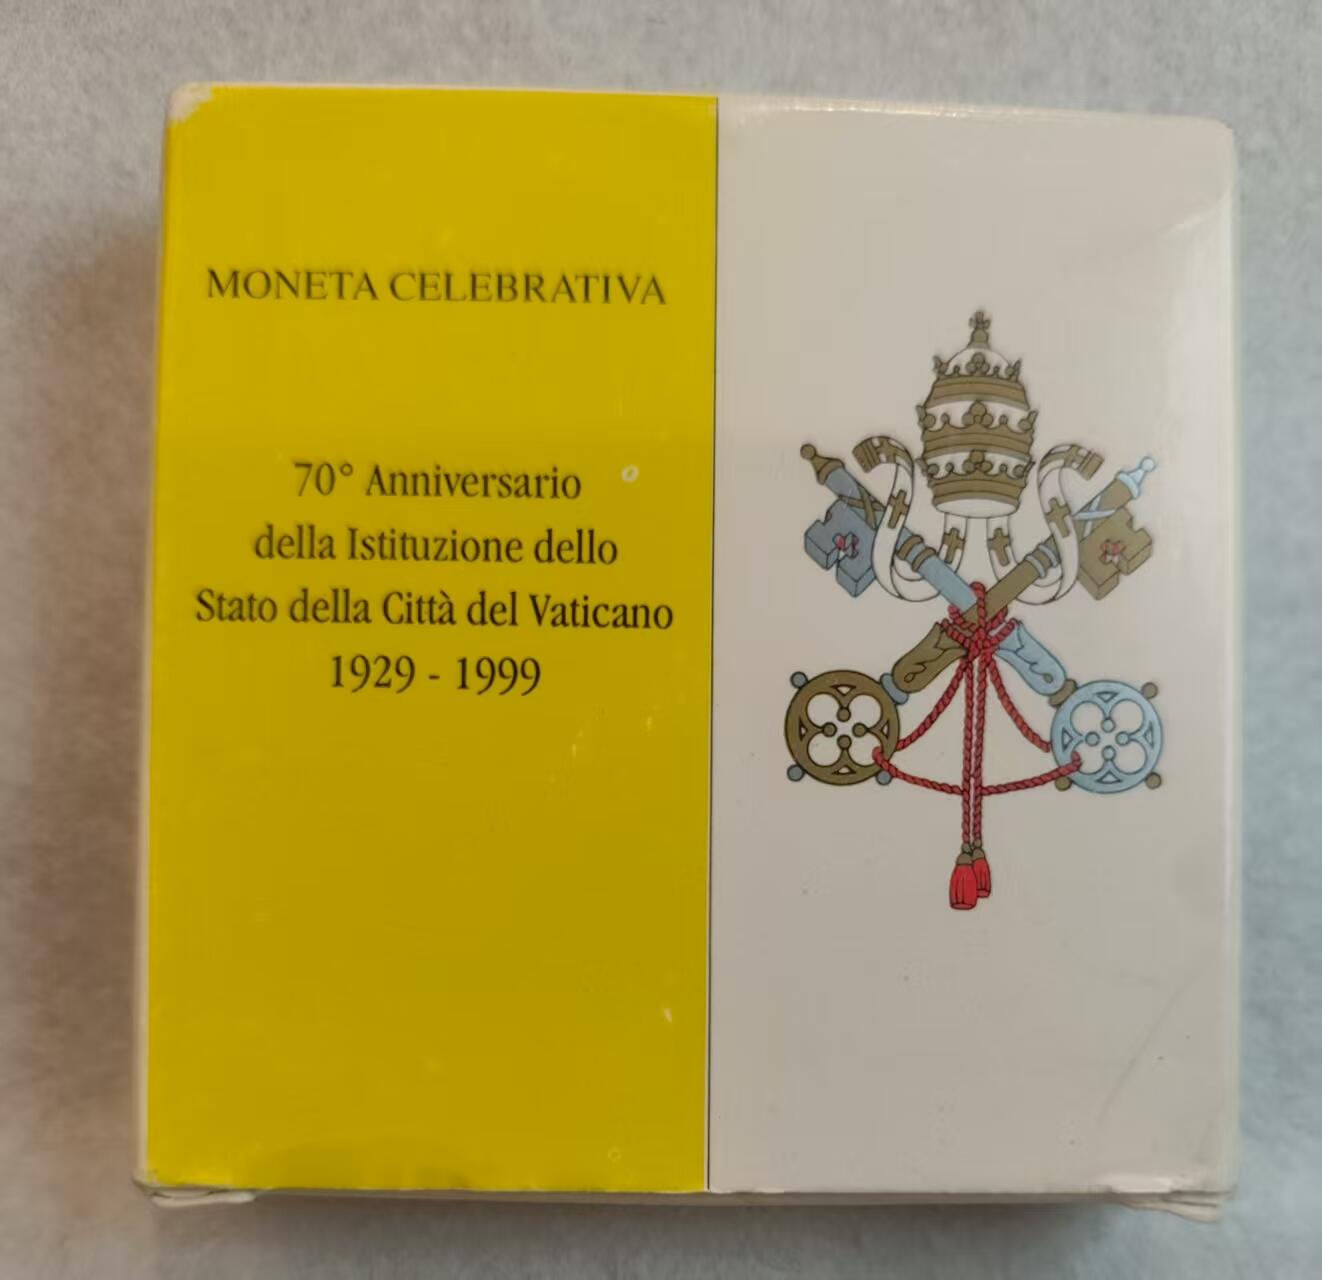 MONETA CELEBRATIVA
70° Anniversario
della Istituzione dello
Stato della Città del Vaticano
1929 - 1999